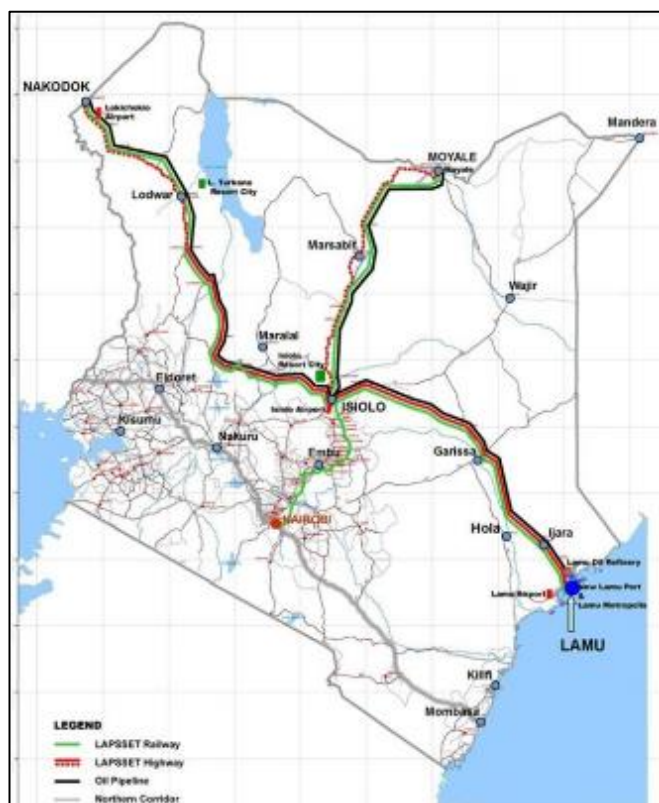 NAKODOK
Lokichokio
Airport
Mandera
MOYALE
Moyale
L. Turkana
Resort City
Lodwar
Marsabit
Wajir
Maralal
Isiolo
Resort City
Eldoret
Isiolo Airport
ISIOLO
Kisumu
Nakuru
Embu
Garissa
NAIROBI
Hola
Ijara
Lamu Oil Refinery
Lamu Airport
New Lamu Port
&
Lamu Metropolis
LAMU
Kilifi
Mombasa
LEGEND
LAPSSET Railway
LAPSSET Highway
Oil Pipeline
Northern Corridor